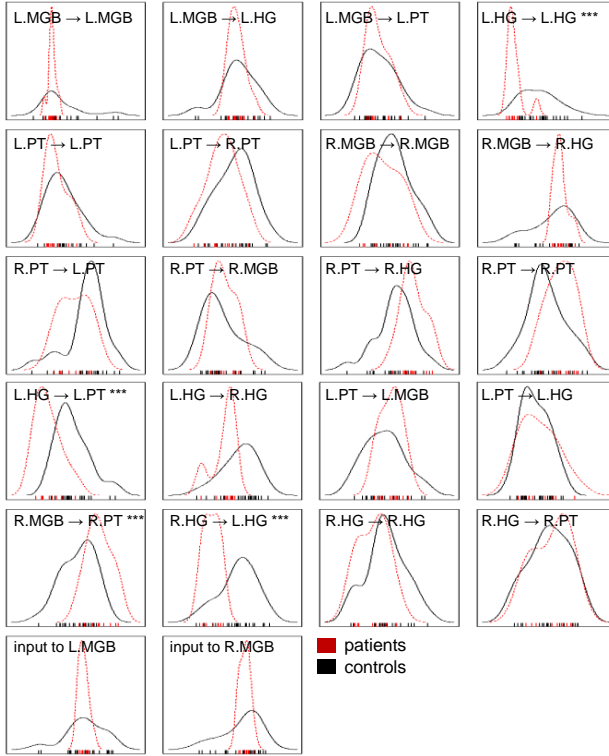 L.MGB → L.MGB
L.MGB → L.HG
L.MGB → L.PT
L.HG → L.HG ***
L.PT → L.PT
L.PT → R.PT
R.MGB → R.MGB
R.MGB → R.HG
R.PT → L.PT
R.PT → R.MGB
R.PT → R.HG
R.PT → R.PT
L.HG → L.PT ***
L.HG → R.HG
L.PT → L.MGB
L.PT → L.HG
R.MGB → R.PT ***
R.HG → L.HG ***
R.HG → R.HG
R.HG → R.PT
input to L.MGB
input to R.MGB
patients
controls